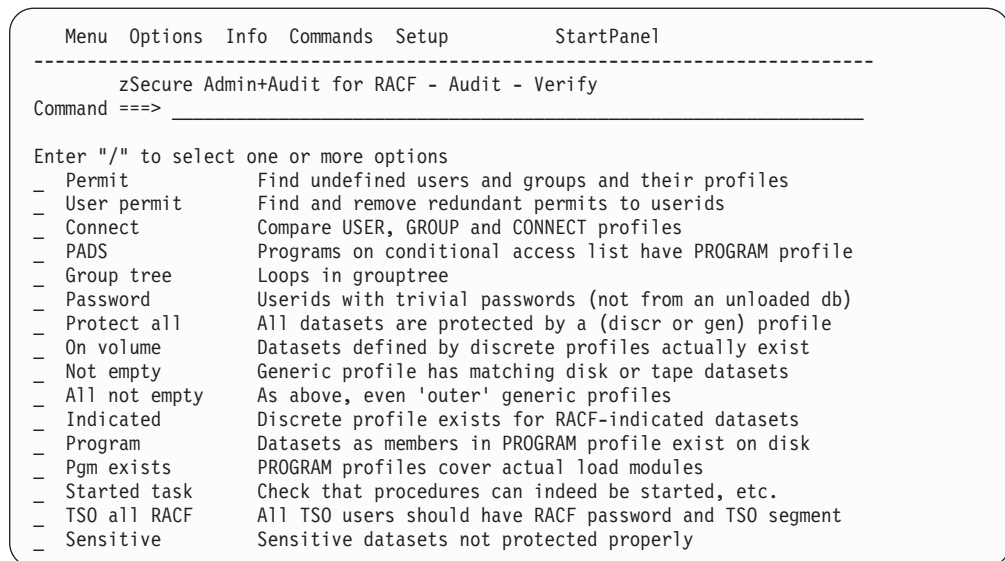 Menu Options Info Commands Setup StartPanel
-------------------------------------------------------------------------------
zSecure Admin+Audit for RACF - Audit - Verify
Command ===> _________________________________________________________________
Enter "/" to select one or more options
_ Permit Find undefined users and groups and their profiles
_ User permit Find and remove redundant permits to userids
_ Connect Compare USER, GROUP and CONNECT profiles
_ PADS Programs on conditional access list have PROGRAM profile
_ Group tree Loops in grouptree
_ Password Userids with trivial passwords (not from an unloaded db)
_ Protect all All datasets are protected by a (discr or gen) profile
_ On volume Datasets defined by discrete profiles actually exist
_ Not empty Generic profile has matching disk or tape datasets
_ All not empty As above, even 'outer' generic profiles
_ Indicated Discrete profile exists for RACF-indicated datasets
_ Program Datasets as members in PROGRAM profile exist on disk
_ Pgm exists PROGRAM profiles cover actual load modules
_ Started task Check that procedures can indeed be started, etc.
_ TSO all RACF All TSO users should have RACF password and TSO segment
_ Sensitive Sensitive datasets not protected properly